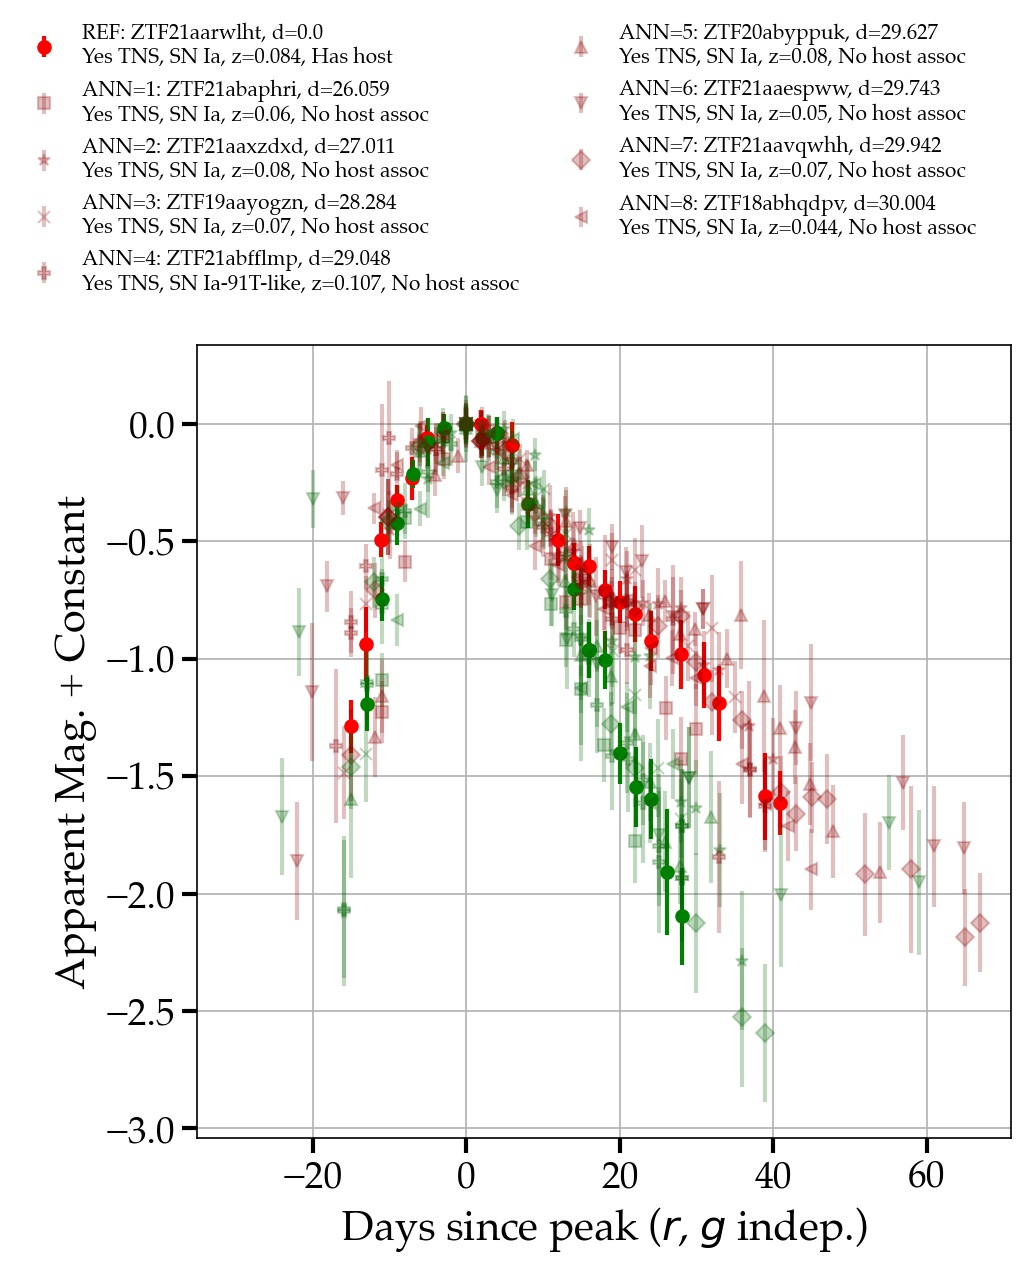 REF: ZTF21aarwlht, d=0.0
Yes TNS, SN Ia, z=0.084, Has host
ANN=1: ZTF21abaphri, d=26.059
Yes TNS, SN Ia, z=0.06, No host assoc
ANN=2: ZTF21aaxzdxd, d=27.011
Yes TNS, SN Ia, z=0.08, No host assoc
ANN=3: ZTF19aayogzn, d=28.284
Yes TNS, SN Ia, z=0.07, No host assoc
ANN=4: ZTF21abfflmp, d=29.048
Yes TNS, SN Ia-91T-like, z=0.107, No host assoc
ANN=5: ZTF20abyppuk, d=29.627
Yes TNS, SN Ia, z=0.08, No host assoc
ANN=6: ZTF21aaespww, d=29.743
Yes TNS, SN Ia, z=0.05, No host assoc
ANN=7: ZTF21aavqwhh, d=29.942
Yes TNS, SN Ia, z=0.07, No host assoc
ANN=8: ZTF18abhqdpv, d=30.004
Yes TNS, SN Ia, z=0.044, No host assoc
Apparent Mag. + Constant
0.0
−0.5
−1.0
−1.5
−2.0
−2.5
−3.0
−20 0 20 40 60
Days since peak (r, g indep.)